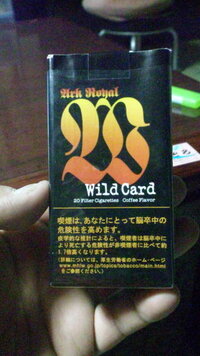 Ark Royal
W
Wild Card
20 Filter Cigarettes Coffee Flavor
喫煙は、あなたにとって脳卒中の
危険性を高めます。
疫学的な推計によると、喫煙者は脳卒中に
より死亡する危険性が非喫煙者に比べて約
1.7倍高くなります。
(詳細については、厚生労働省のホーム・ページ
www.mhlw.go.jp/topics/tobacco/main.html
をご参照ください。)